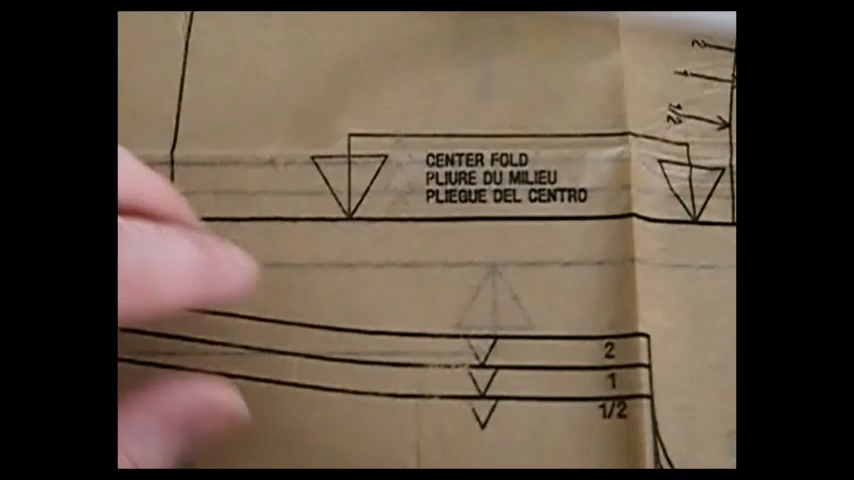 2
1
1/2
CENTER FOLD
PLIURE DU MILIEU
PLIEGUE DEL CENTRO
2
1
1/2